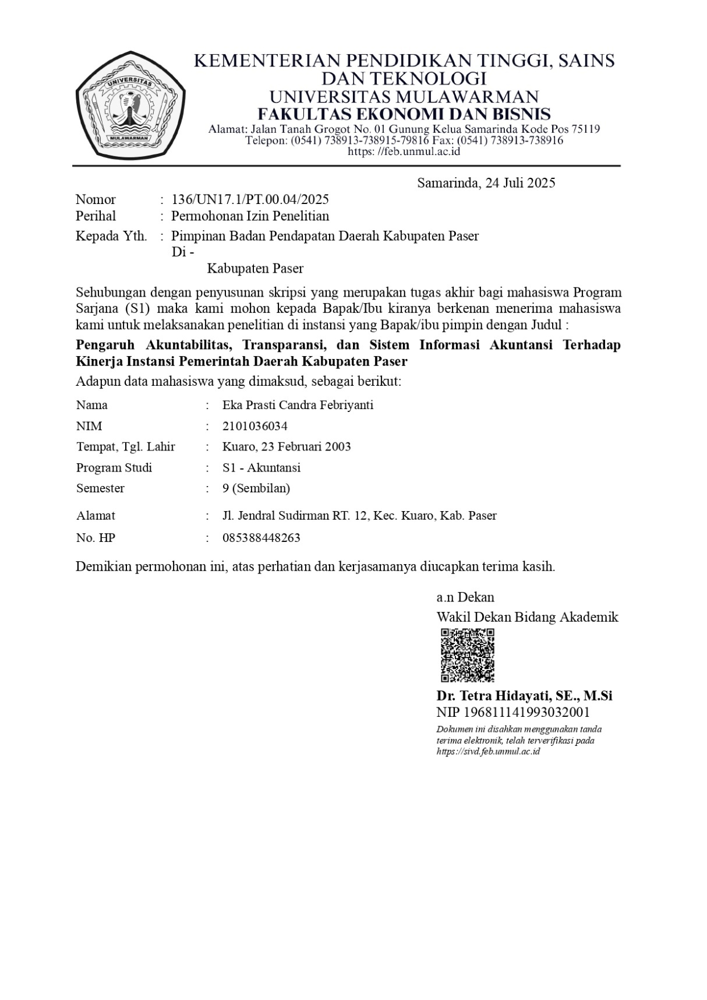 UNIVERSITAS
MULAWARMAN
KEMENTERIAN PENDIDIKAN TINGGI, SAINS
DAN TEKNOLOGI
UNIVERSITAS MULAWARMAN
FAKULTAS EKONOMI DAN BISNIS
Alamat: Jalan Tanah Grogot No. 01 Gunung Kelua Samarinda Kode Pos 75119
Telepon: (0541) 738913-738915-79816 Fax: (0541) 738913-738916
https: //feb.unmul.ac.id
Samarinda, 24 Juli 2025
Nomor : 136/UN17.1/PT.00.04/2025
Perihal : Permohonan Izin Penelitian
Kepada Yth. : Pimpinan Badan Pendapatan Daerah Kabupaten Paser
Di -
Kabupaten Paser
Sehubungan dengan penyusunan skripsi yang merupakan tugas akhir bagi mahasiswa Program
Sarjana (S1) maka kami mohon kepada Bapak/Ibu kiranya berkenan menerima mahasiswa
kami untuk melaksanakan penelitian di instansi yang Bapak/ibu pimpin dengan Judul :
Pengaruh Akuntabilitas, Transparansi, dan Sistem Informasi Akuntansi Terhadap
Kinerja Instansi Pemerintah Daerah Kabupaten Paser
Adapun data mahasiswa yang dimaksud, sebagai berikut:
Nama : Eka Prasti Candra Febriyanti
NIM : 2101036034
Tempat, Tgl. Lahir : Kuaro, 23 Februari 2003
Program Studi : S1 - Akuntansi
Semester : 9 (Sembilan)
Alamat : Jl. Jendral Sudirman RT. 12, Kec. Kuaro, Kab. Paser
No. HP : 085388448263
Demikian permohonan ini, atas perhatian dan kerjasamanya diucapkan terima kasih.
a.n Dekan
Wakil Dekan Bidang Akademik
Dr. Tetra Hidayati, SE., M.Si
NIP 196811141993032001
Dokumen ini disahkan menggunakan tanda
terima elektronik, telah terverifikasi pada
https://sivd.feb.unmul.ac.id